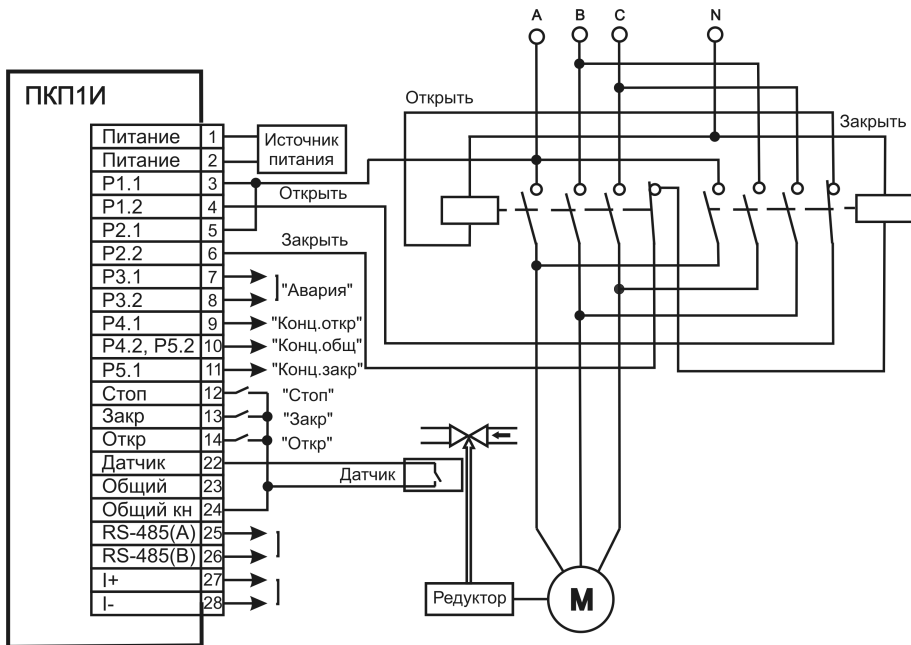 A B C N
ПКП1И
Открыть
Закрыть
Питание 1
Источник
питания
Питание 2
P1.1 3
Открыть
P1.2 4
P2.1 5
Закрыть
P2.2 6
P3.1 7
"Авария"
P3.2 8
P4.1 9 "Конц.откр"
P4.2, P5.2 10 "Конц.общ"
P5.1 11 "Конц.закр"
Стоп 12 "Стоп"
Закр 13 "Закр"
Откр 14 "Откр"
Датчик 22
Датчик
Общий 23
Общий кн 24
RS-485(A) 25
RS-485(B) 26
I+ 27
I- 28
Редуктор
M